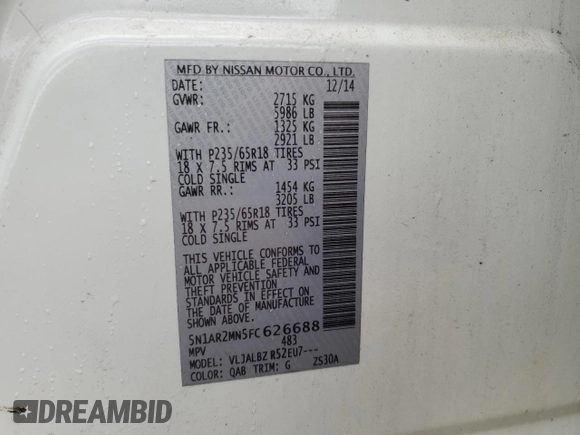 MFD BY NISSAN MOTOR CO., LTD.
DATE: 12/14
GVWR: 2715 KG
5986 LB
GAWR FR.: 1325 KG
2921 LB
WITH P235/65R18 TIRES
18 X 7.5 RIMS AT 33 PSI
COLD SINGLE
GAWR RR.: 1454 KG
3205 LB
WITH P235/65R18 TIRES
18 X 7.5 RIMS AT 33 PSI
COLD SINGLE
THIS VEHICLE CONFORMS TO
ALL APPLICABLE FEDERAL
MOTOR VEHICLE SAFETY AND
THEFT PREVENTION
STANDARDS IN EFFECT ON
THE DATE OF MANUFACTURE
SHOWN ABOVE.
5N1AR2MN5FC626688
MPV 483
MODEL: VLJALBZ R52EU7---
COLOR: QAB TRIM: G ZS30A
DREAMBID